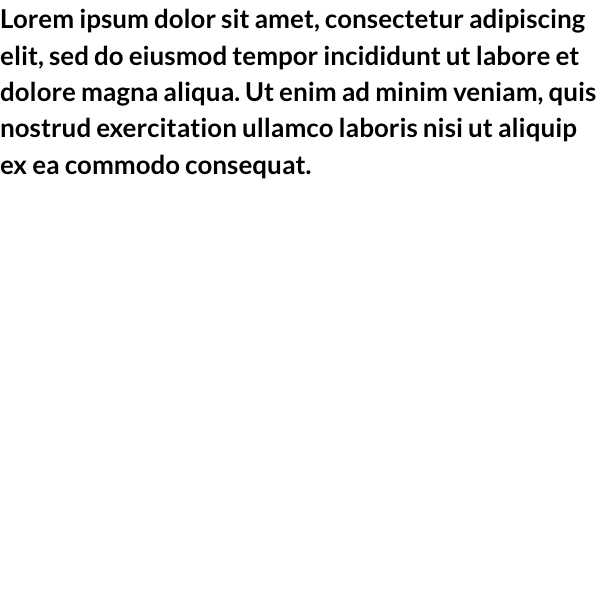 Lorem ipsum dolor sit amet, consectetur adipiscing
elit, sed do eiusmod tempor incididunt ut labore et
dolore magna aliqua. Ut enim ad minim veniam, quis
nostrud exercitation ullamco laboris nisi ut aliquip
ex ea commodo consequat.